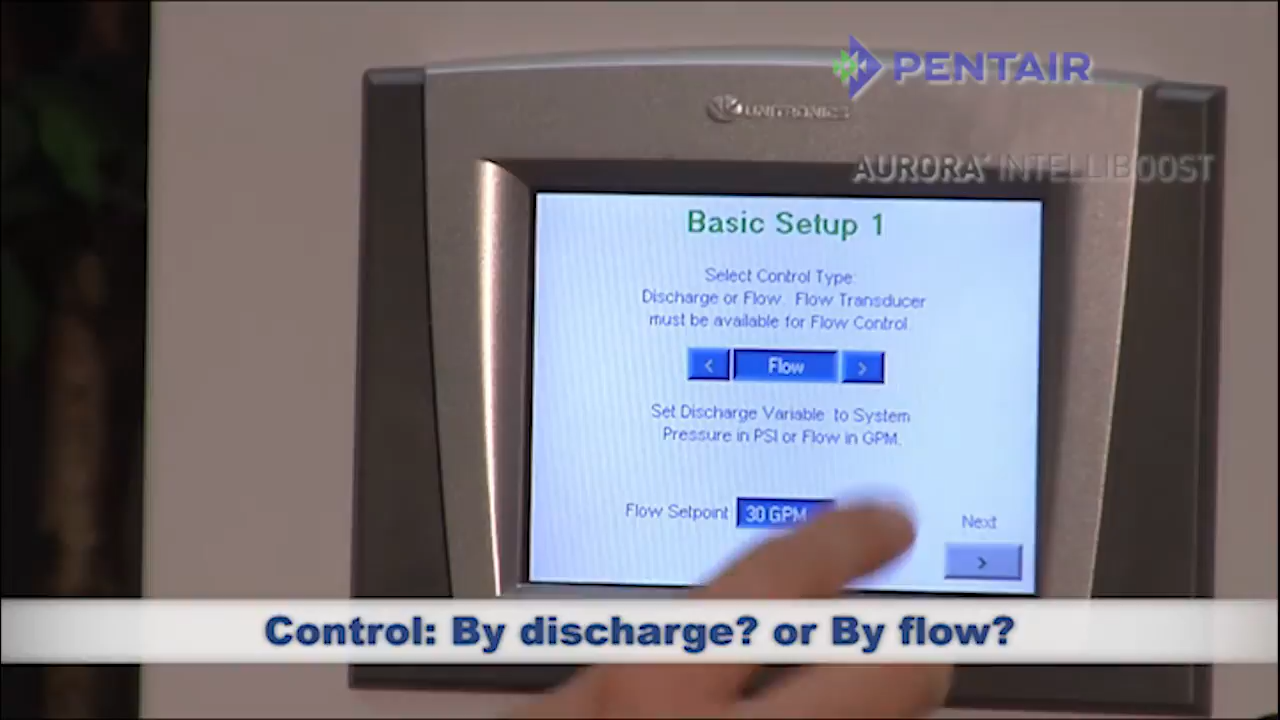 PENTAIR
UNITRONICS
AURORA INTELLIBOOST
Basic Setup 1
Select Control Type:
Discharge or Flow. Flow Transducer
must be available for Flow Control.
< Flow >
Set Discharge Variable to System
Pressure in PSI or Flow in GPM.
Flow Setpoint 30 GPM
Next
>
Control: By discharge? or By flow?